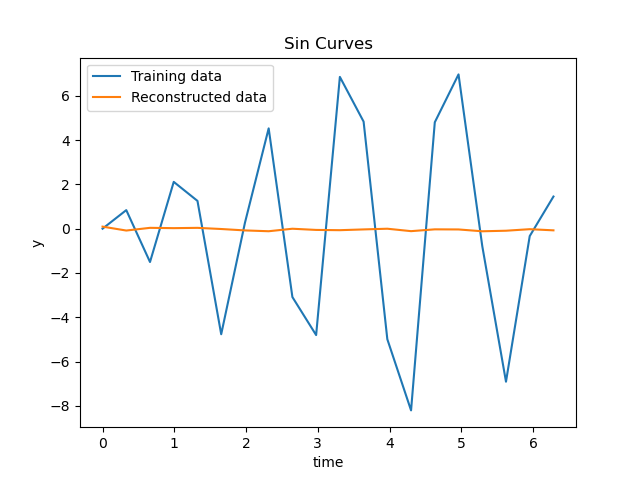 Sin Curves
Training data
Reconstructed data
6
4
2
0
−2
−4
−6
−8
y
0 1 2 3 4 5 6
time